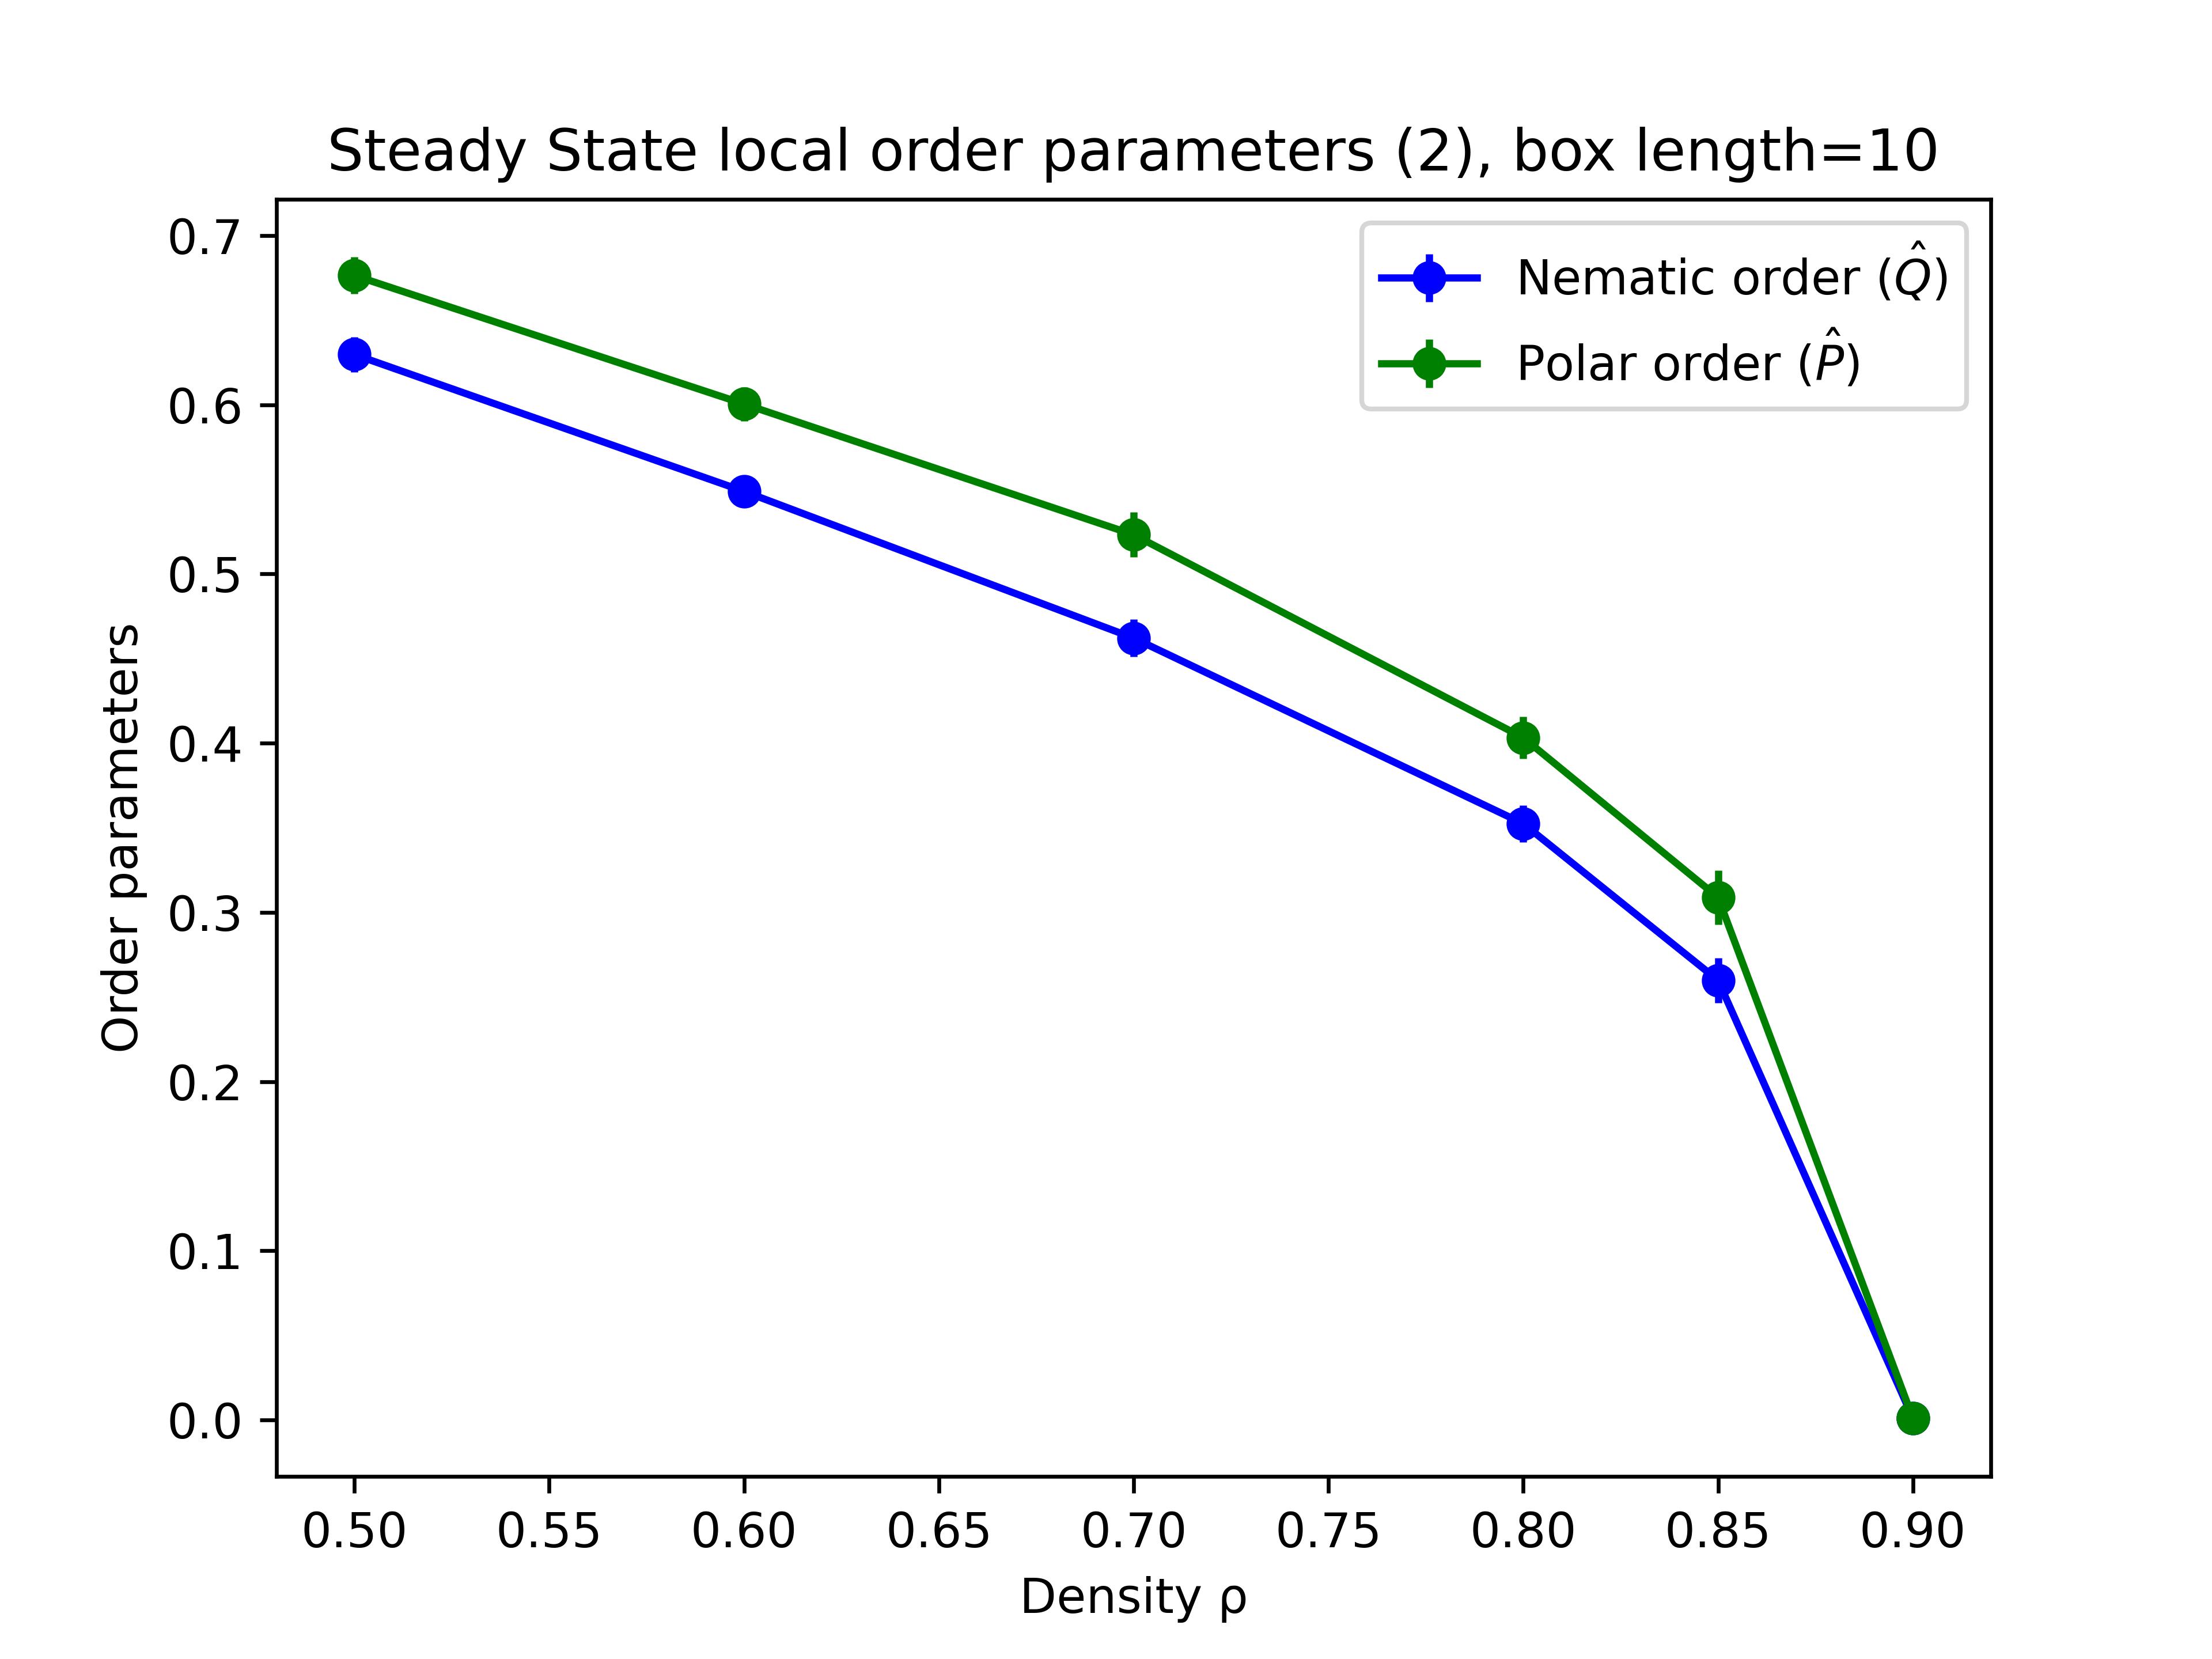 Steady State local order parameters (2), box length=10
Nematic order (Q̂)
Polar order (P̂)
0.7
0.6
0.5
0.4
0.3
0.2
0.1
0.0
Order parameters
0.50 0.55 0.60 0.65 0.70 0.75 0.80 0.85 0.90
Density ρ